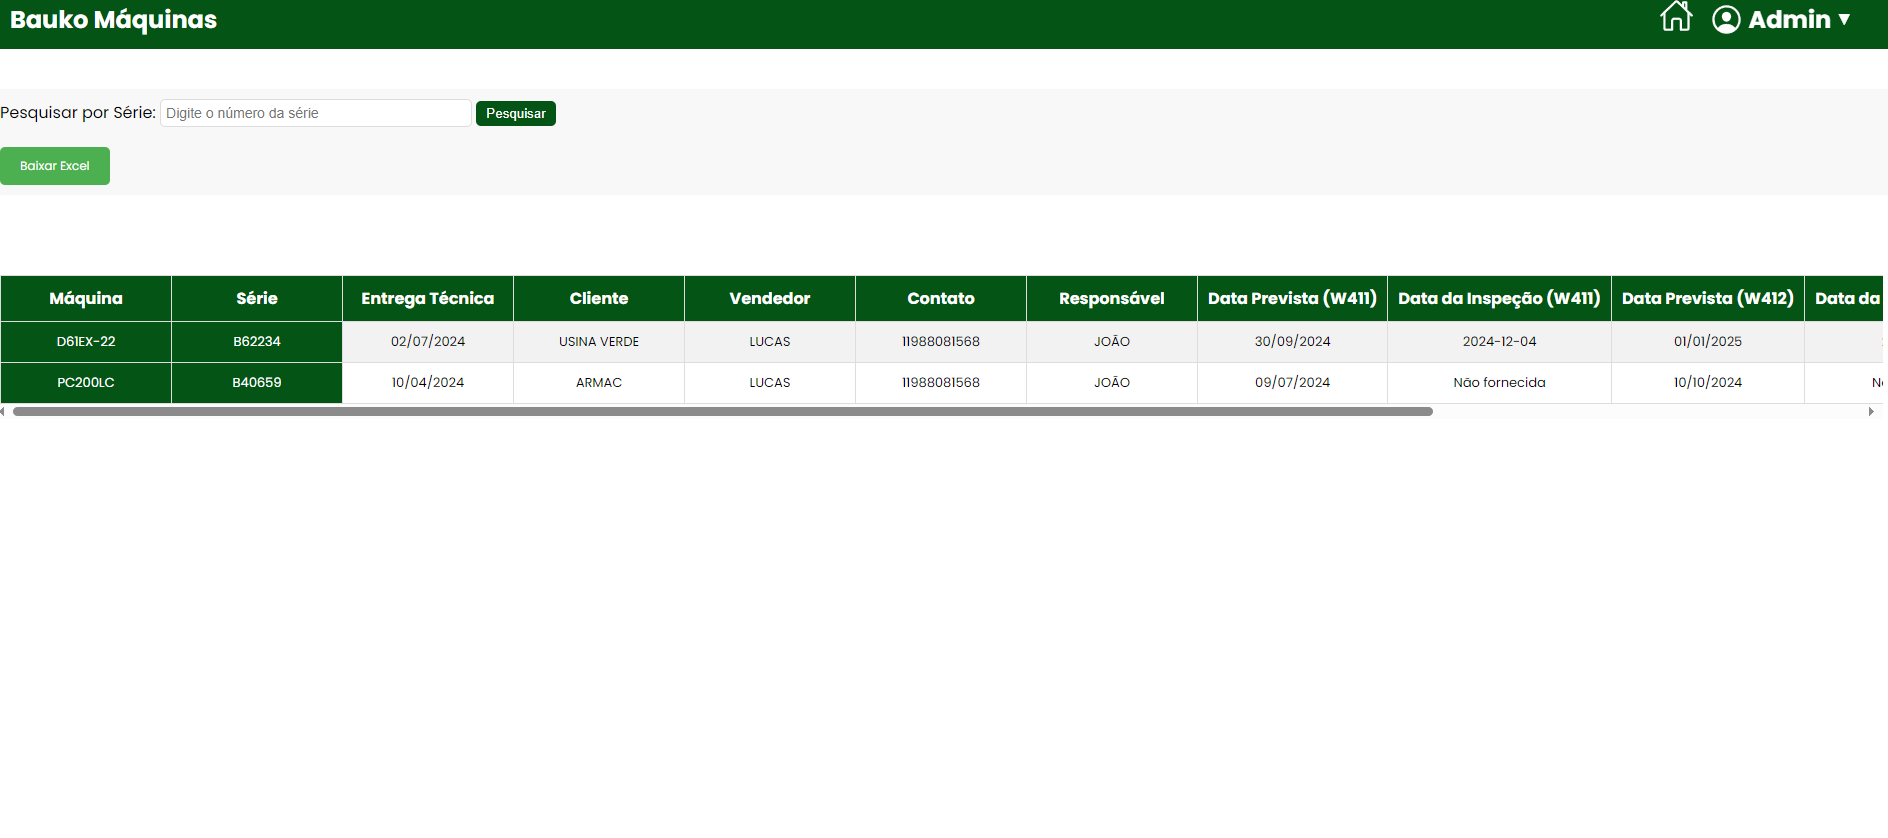 Bauko Máquinas
Admin ▼
Pesquisar por Série: Digite o número da série Pesquisar
Baixar Excel
Máquina Série Entrega Técnica Cliente Vendedor Contato Responsável Data Prevista (W411) Data da Inspeção (W411) Data Prevista (W412) Data da
D61EX-22 B62234 02/07/2024 USINA VERDE LUCAS 11988081568 JOÃO 30/09/2024 2024-12-04 01/01/2025
PC200LC B40659 10/04/2024 ARMAC LUCAS 11988081568 JOÃO 09/07/2024 Não fornecida 10/10/2024